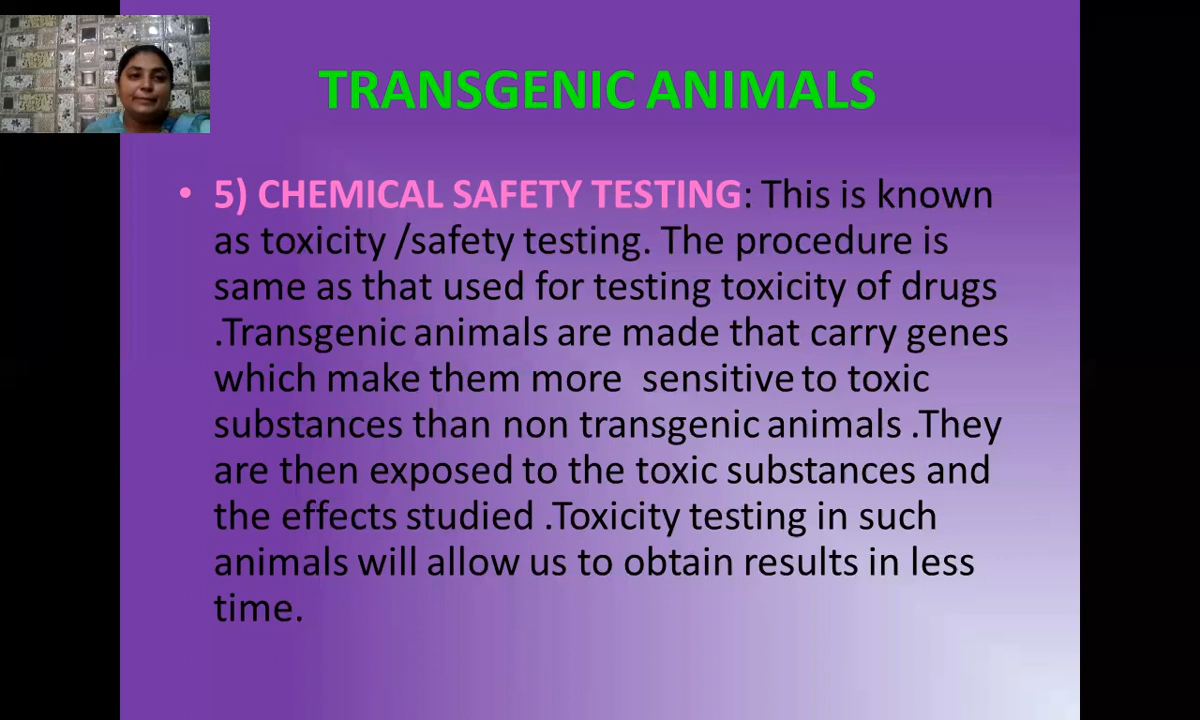 TRANSGENIC ANIMALS
• 5) CHEMICAL SAFETY TESTING: This is known
as toxicity /safety testing. The procedure is
same as that used for testing toxicity of drugs
.Transgenic animals are made that carry genes
which make them more  sensitive to toxic
substances than non transgenic animals .They
are then exposed to the toxic substances and
the effects studied .Toxicity testing in such
animals will allow us to obtain results in less
time.